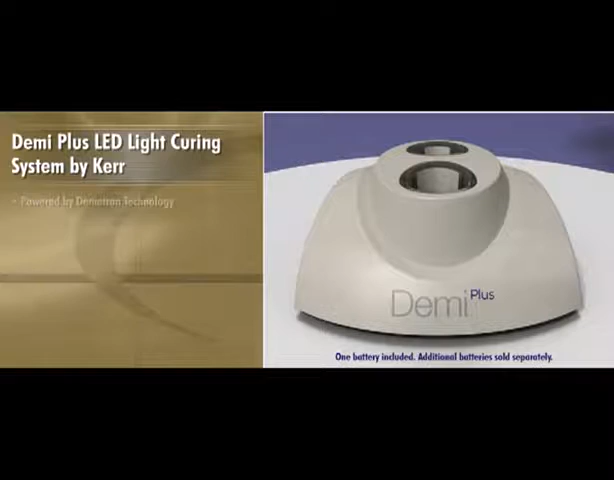 Demi Plus LED Light Curing
System by Kerr
- Powered by Demetron Technology
Demi Plus
One battery included. Additional batteries sold separately.